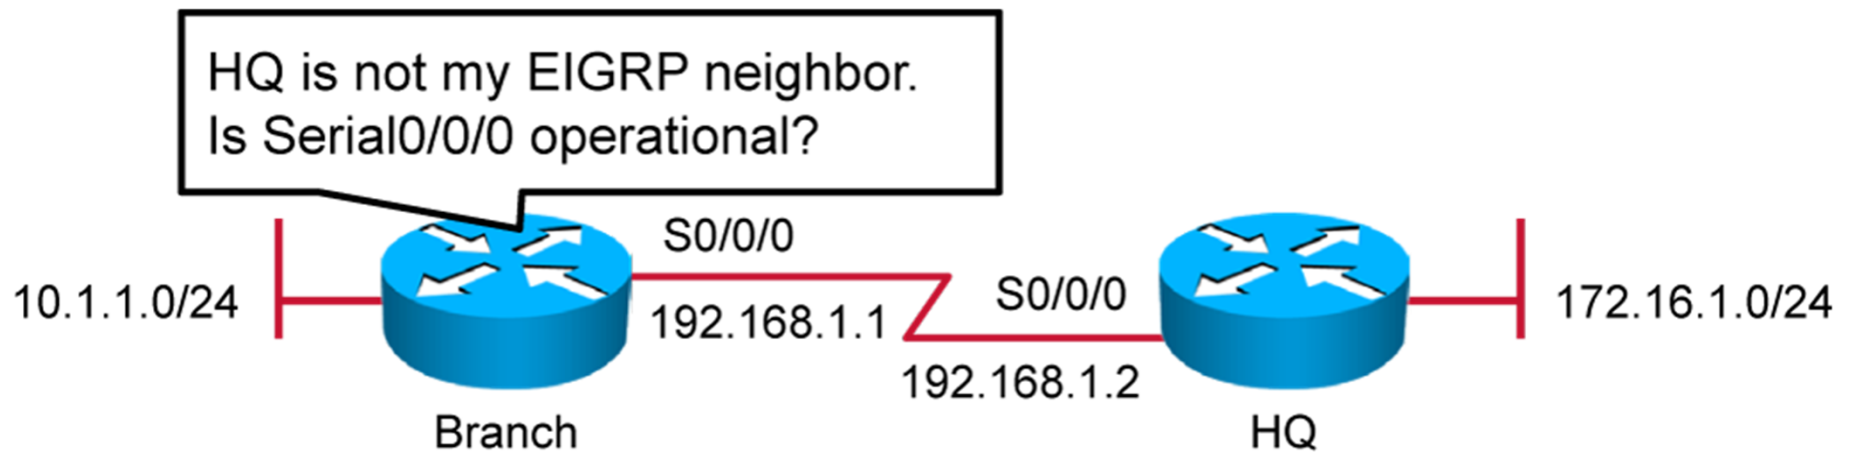 HQ is not my EIGRP neighbor.
Is Serial0/0/0 operational?
S0/0/0
S0/0/0
10.1.1.0/24
192.168.1.1
172.16.1.0/24
192.168.1.2
Branch
HQ